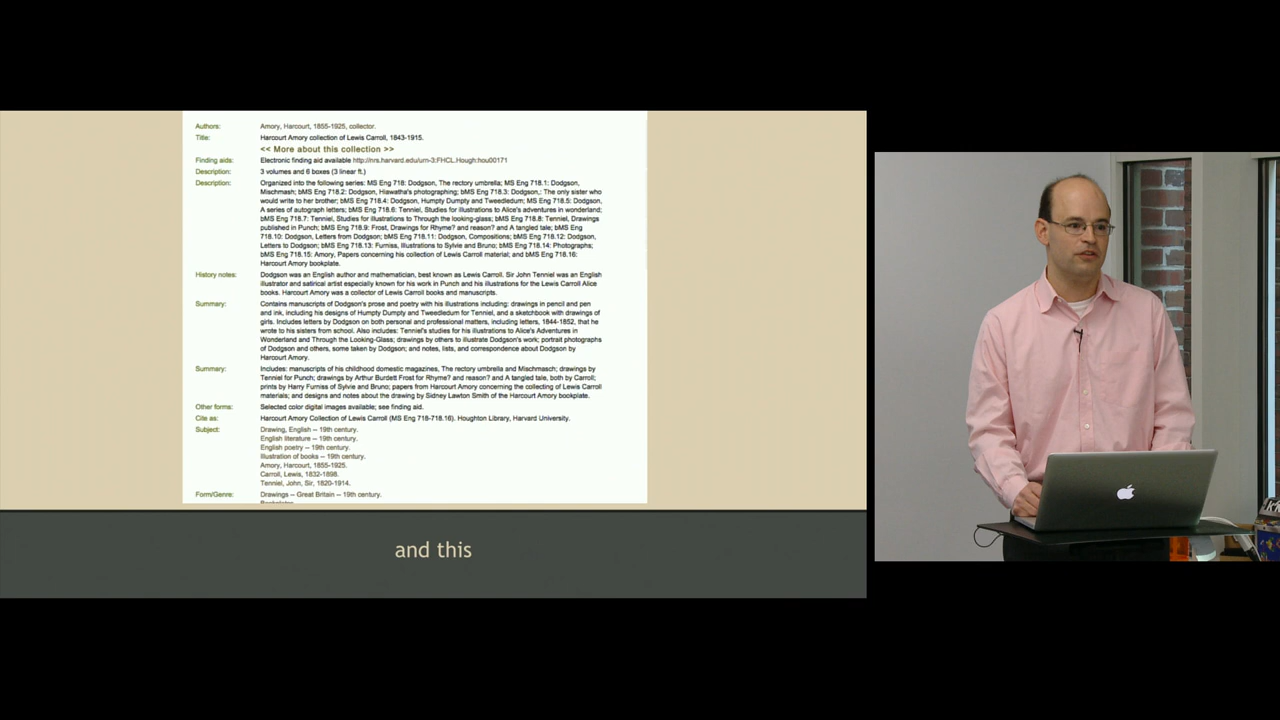 Authors: Amory, Harcourt, 1855-1925, collector.
Title: Harcourt Amory collection of Lewis Carroll, 1843-1915.
<< More about this collection >>
Finding aids: Electronic finding aid available http://nrs.harvard.edu/urn-3:FHCL.Hough:hou00171
Description: 3 volumes and 6 boxes (3 linear ft.)
Description: Organized into the following series: MS Eng 718: Dodgson, The rectory umbrella; MS Eng 718.1: Dodgson,
Mischmash; bMS Eng 718.2: Dodgson, Hiawatha's photographing; bMS Eng 718.3: Dodgson,: The only sister who
would write to her brother; bMS Eng 718.4: Dodgson, Humpty Dumpty and Tweedledum; MS Eng 718.5: Dodgson,
A series of autograph letters; bMS Eng 718.6: Tenniel, Studies for illustrations to Alice's adventures in wonderland;
bMS Eng 718.7: Tenniel, Studies for illustrations to Through the looking-glass; bMS Eng 718.8: Tenniel, Drawings
published in Punch; bMS Eng 718.9: Frost, Drawings for Rhyme? and reason? and A tangled tale; bMS Eng
718.10: Dodgson, Letters from Dodgson; bMS Eng 718.11: Dodgson, Compositions; bMS Eng 718.12: Dodgson,
Letters to Dodgson; bMS Eng 718.13: Furniss, Illustrations to Sylvie and Bruno; bMS Eng 718.14: Photographs;
bMS Eng 718.15: Amory, Papers concerning his collection of Lewis Carroll material; and bMS Eng 718.16:
Harcourt Amory bookplate.
History notes: Dodgson was an English author and mathematician, best known as Lewis Carroll. Sir John Tenniel was an English
illustrator and satirical artist especially known for his work in Punch and his illustrations for the Lewis Carroll Alice
books. Harcourt Amory was a collector of Lewis Carroll books and manuscripts.
Summary: Contains manuscripts of Dodgson's prose and poetry with his illustrations including: drawings in pencil and pen
and ink, including his designs of Humpty Dumpty and Tweedledum for Tenniel, and a sketchbook with drawings of
girls. Includes letters by Dodgson on both personal and professional matters, including letters, 1844-1852, that he
wrote to his sisters from school. Also includes: Tenniel's studies for his illustrations to Alice's Adventures in
Wonderland and Through the Looking-Glass; drawings by others to illustrate Dodgson's work; portrait photographs
of Dodgson and others, some taken by Dodgson; and notes, lists, and correspondence about Dodgson by
Harcourt Amory.
Summary: Includes: manuscripts of his childhood domestic magazines, The rectory umbrella and Mischmash; drawings by
Tenniel for Punch; drawings by Arthur Burdett Frost for Rhyme? and reason? and A tangled tale, both by Carroll;
prints by Harry Furniss of Sylvie and Bruno; papers from Harcourt Amory concerning the collecting of Lewis Carroll
materials; and designs and notes about the drawing by Sidney Lawton Smith of the Harcourt Amory bookplate.
Other forms: Selected color digital images available; see finding aid.
Cite as: Harcourt Amory Collection of Lewis Carroll (MS Eng 718-718.16). Houghton Library, Harvard University.
Subject: Drawing, English -- 19th century.
English literature -- 19th century.
English poetry -- 19th century.
Illustration of books -- 19th century.
Amory, Harcourt, 1855-1925.
Carroll, Lewis, 1832-1898.
Tenniel, John, Sir, 1820-1914.
Form/Genre: Drawings -- Great Britain -- 19th century.
and this